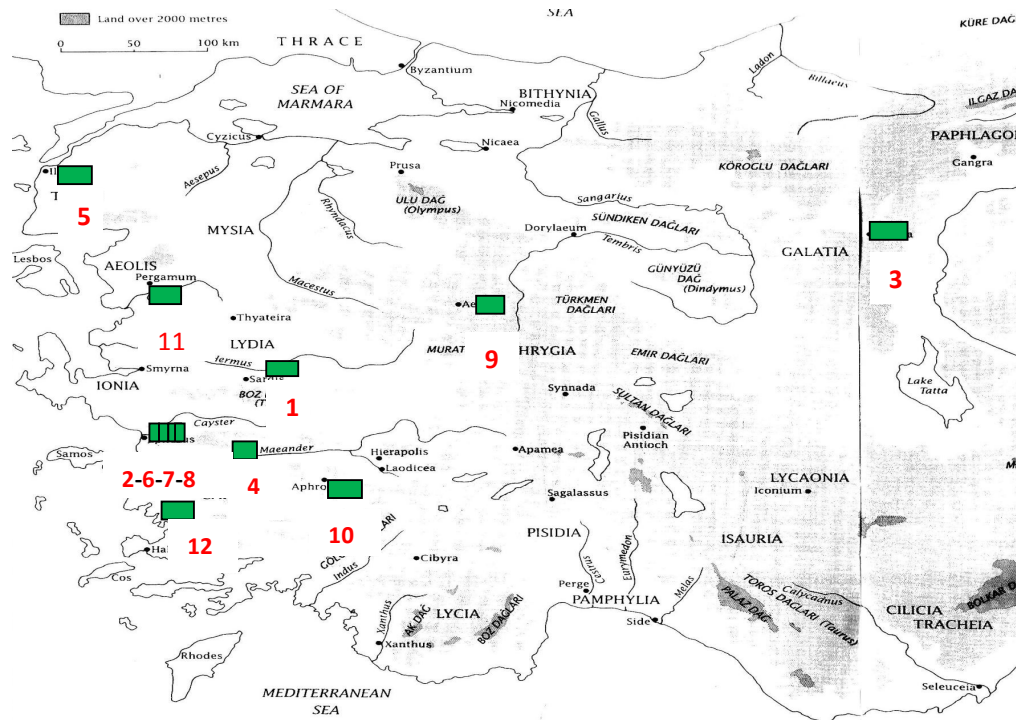 SEA
KÜRE DAĞ
Land over 2000 metres
0 100 km
THRACE
Byzantium
Ladon
Billaeus
SEA OF
MARMARA
BITHYNIA
Nicomedia
ILGAZ DA
Gallus
Cyzicus
PAPHLAGON
Nicaea
Gangra
Prusa
KÖROGLU DAĞLARI
Aesepus
ULU DAĞ
(Olympus)
Sangarius
5
Rhyndacus
SÜNDIKEN DAĞLARI
MYSIA
Dorylaeum
Tembris
GALATIA
Lesbos
AEOLIS
GÜNYÜZÜ
DAĞ
(Dindymus)
3
Pergamum
Macestus
TÜRKMEN
DAĞLARI
Thyateira
11
LYDIA
MURAT
9
HRYGIA
EMIR DAĞLARI
Smyrna
IONIA
BOZ
Lake
Tatta
Synnada
1
SULTAN DAĞLARI
Cayster
Pisidian
Antioch
Samos
Maeander
Hierapolis
Apamea
Laodicea
2-6-7-8
4
Aphro
LYCAONIA
Iconium
Sagalassus
10
12
PISIDIA
ISAURIA
Ha
Cos
Indus
Cibyra
Cestrus
Eurymedon
Perge
PAMPHYLIA
Melas
TOROS DAĞLARI (Taurus)
Calycadnus
PALAZ DAĞ
BOLKAR D
CILICIA
TRACHEIA
Xanthus
AK DAĞ
LYCIA
BOZ DAĞLARI
Side
Xanthus
Rhodes
Seleuceia
MEDITERRANEAN
SEA